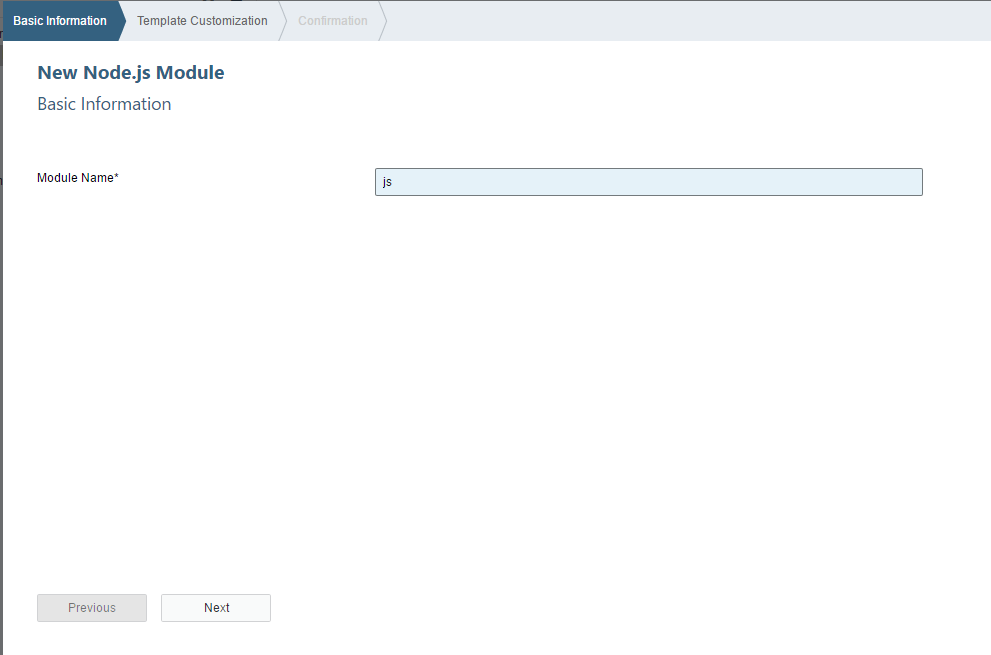 Basic Information
Template Customization
Confirmation
New Node.js Module
Basic Information
Module Name*
js
Previous
Next